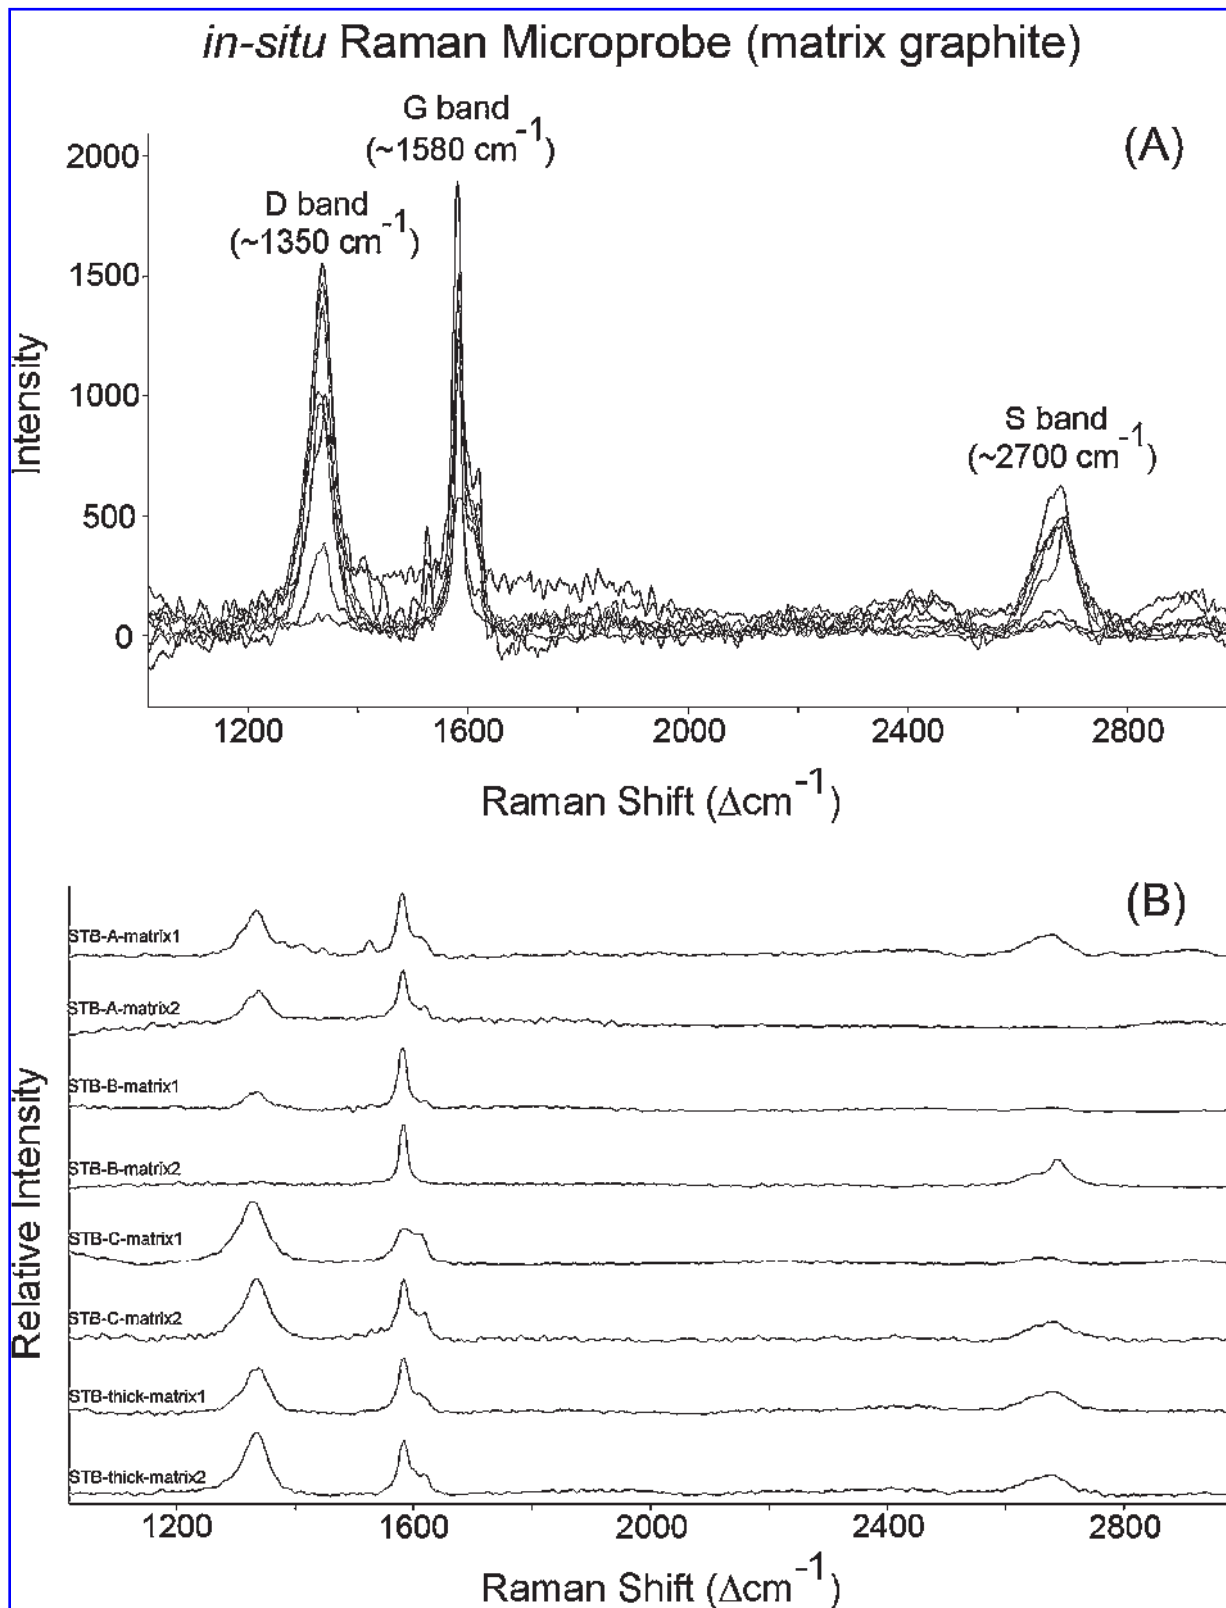 in-situ Raman Microprobe (matrix graphite)
G band
(~1580 cm⁻¹)
(A)
D band
(~1350 cm⁻¹)
S band
(~2700 cm⁻¹)
2000
1500
1000
500
0
Intensity
1200 1600 2000 2400 2800
Raman Shift (Δcm⁻¹)
(B)
STB-A-matrix1
STB-A-matrix2
STB-B-matrix1
STB-B-matrix2
STB-C-matrix1
STB-C-matrix2
STB-thick-matrix1
STB-thick-matrix2
Relative Intensity
1200 1600 2000 2400 2800
Raman Shift (Δcm⁻¹)